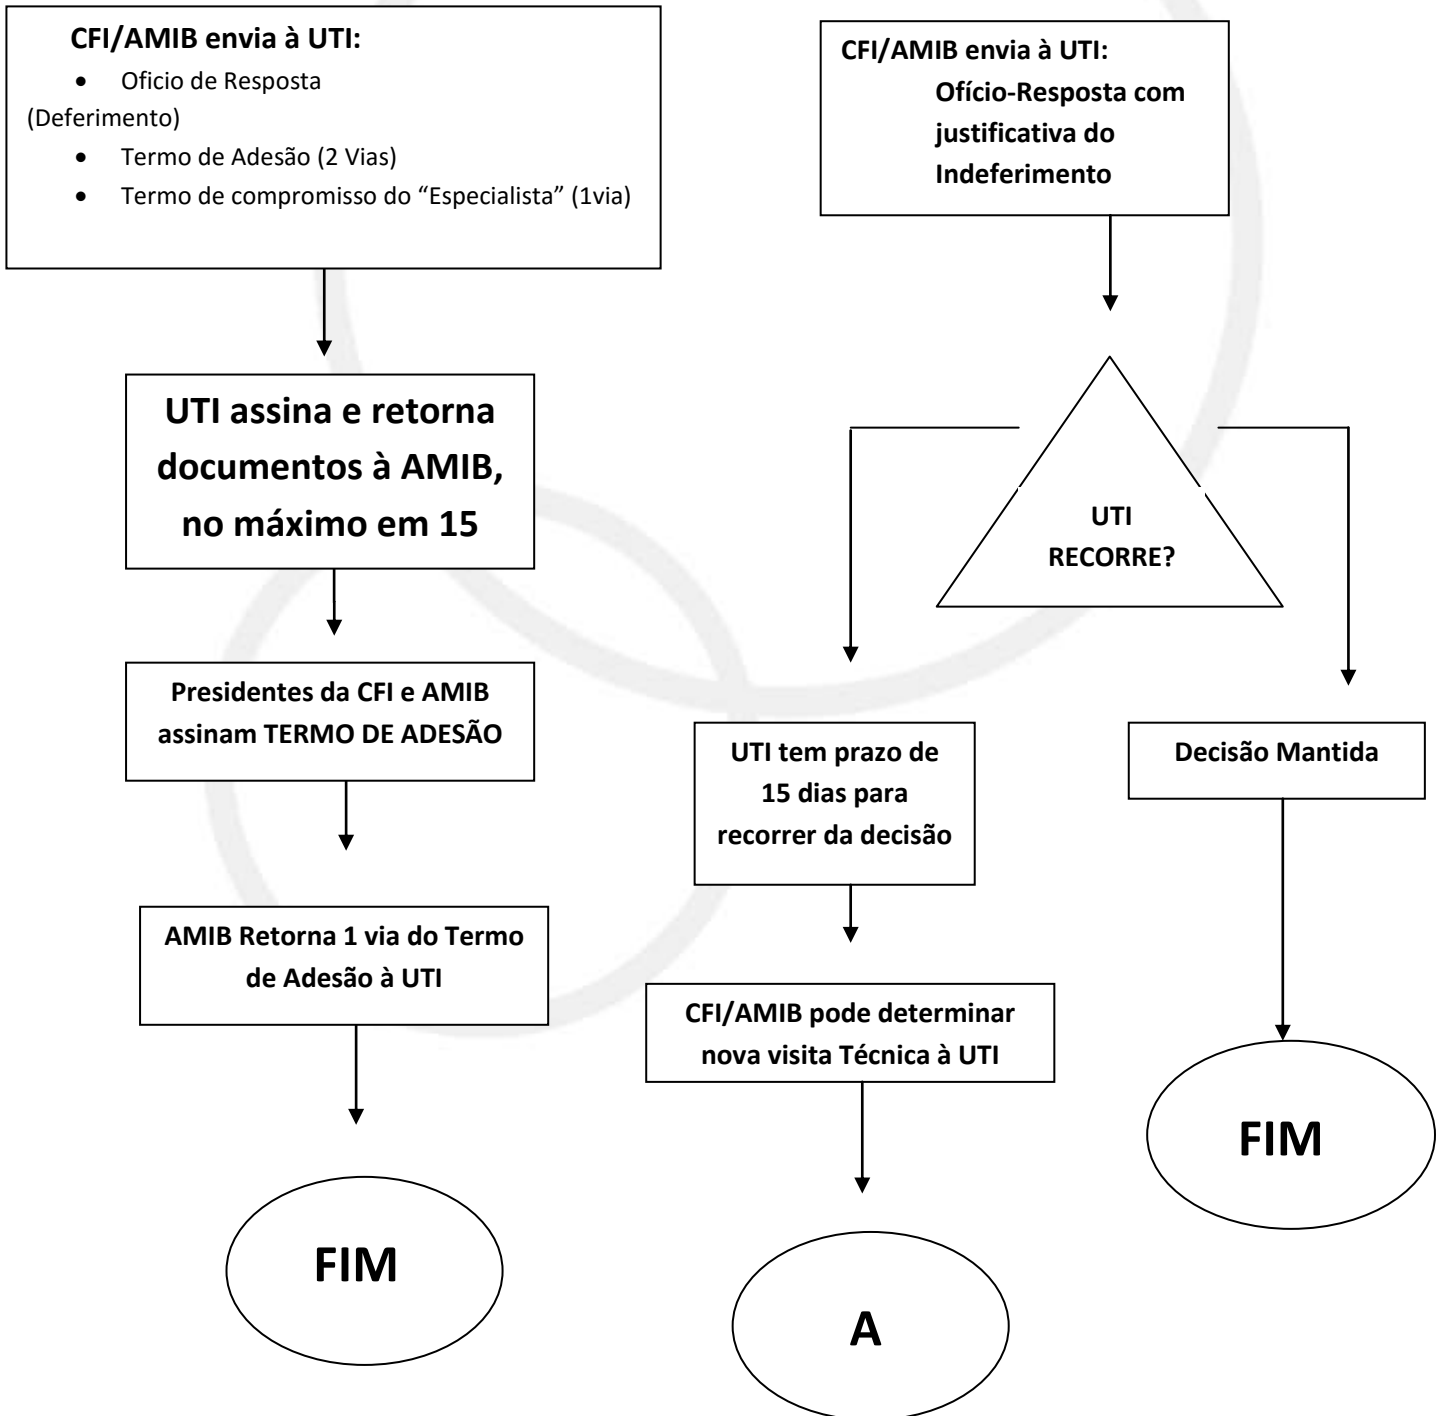 CFI/AMIB envia à UTI:
• Oficio de Resposta
(Deferimento)
• Termo de Adesão (2 Vias)
• Termo de compromisso do “Especialista” (1via)
UTI assina e retorna
documentos à AMIB,
no máximo em 15
Presidentes da CFI e AMIB
assinam TERMO DE ADESÃO
AMIB Retorna 1 via do Termo
de Adesão à UTI
FIM
CFI/AMIB envia à UTI:
Ofício-Resposta com
justificativa do
Indeferimento
UTI
RECORRE?
UTI tem prazo de
15 dias para
recorrer da decisão
CFI/AMIB pode determinar
nova visita Técnica à UTI
A
Decisão Mantida
FIM